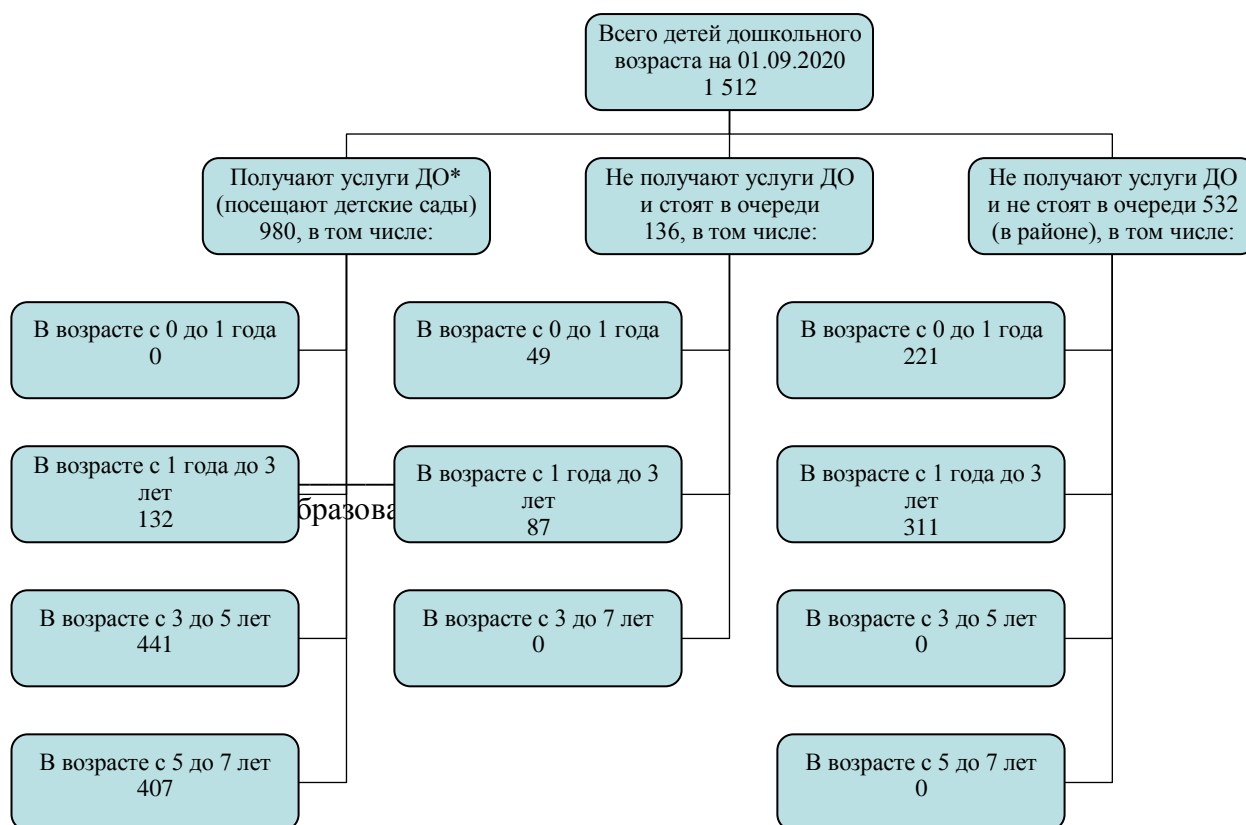 Всего детей дошкольного
возраста на 01.09.2020
1 512
Получают услуги ДО*
(посещают детские сады)
980, в том числе:
Не получают услуги ДО
и стоят в очереди
136, в том числе:
Не получают услуги ДО
и не стоят в очереди 532
(в районе), в том числе:
В возрасте с 0 до 1 года
0
В возрасте с 0 до 1 года
49
В возрасте с 0 до 1 года
221
В возрасте с 1 года до 3
лет
132
бразова
В возрасте с 1 года до 3
лет
87
В возрасте с 1 года до 3
лет
311
В возрасте с 3 до 5 лет
441
В возрасте с 3 до 7 лет
0
В возрасте с 3 до 5 лет
0
В возрасте с 5 до 7 лет
407
В возрасте с 5 до 7 лет
0